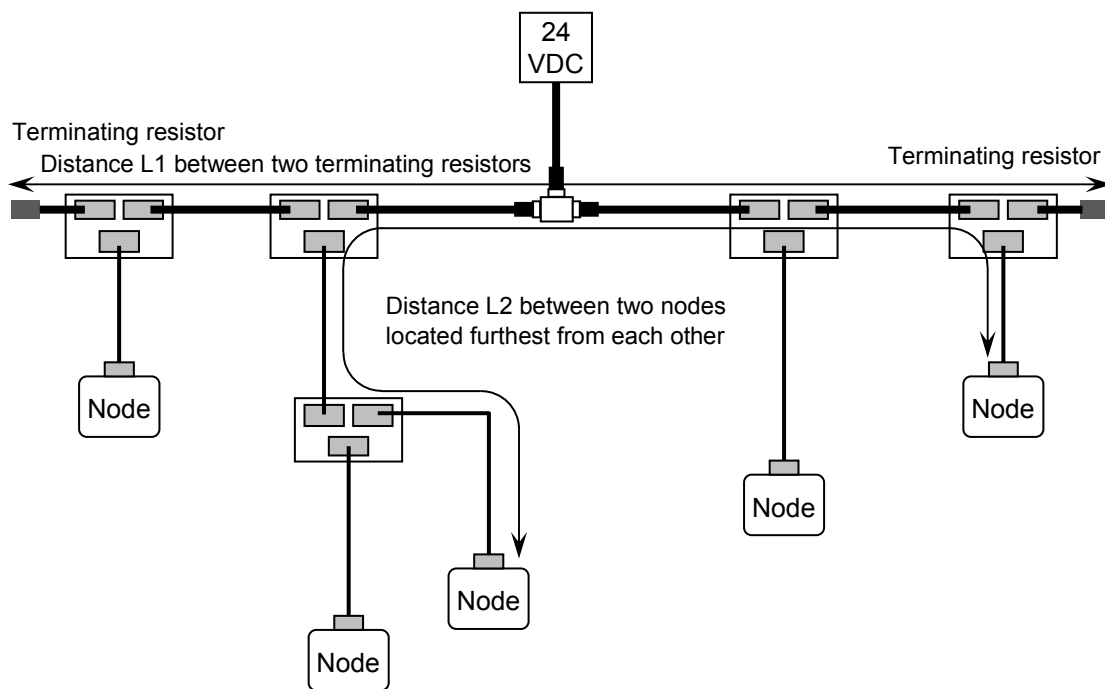 24
VDC
Terminating resistor
Distance L1 between two terminating resistors
Terminating resistor
Distance L2 between two nodes
located furthest from each other
Node
Node
Node
Node
Node